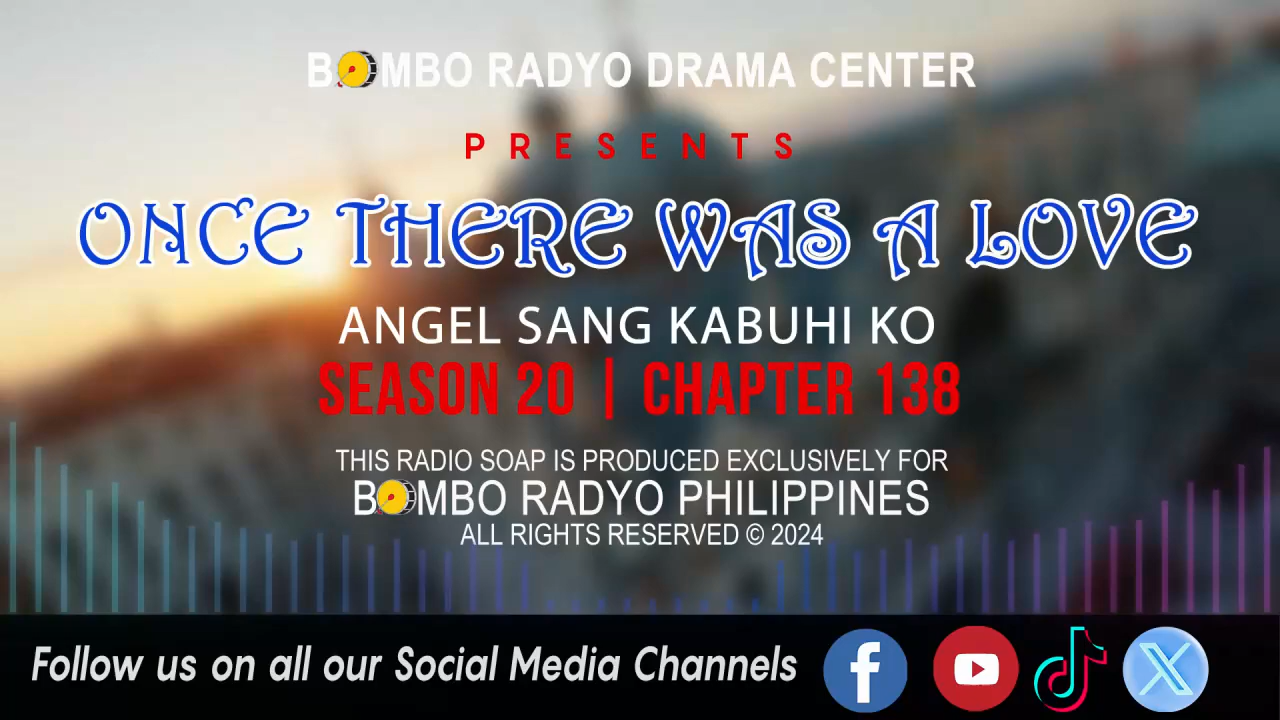 BOMBO RADYO DRAMA CENTER
PRESENTS
ONCE THERE WAS A LOVE
ANGEL SANG KABUHI KO
SEASON 20 | CHAPTER 138
THIS RADIO SOAP IS PRODUCED EXCLUSIVELY FOR
BOMBO RADYO PHILIPPINES
ALL RIGHTS RESERVED © 2024
Follow us on all our Social Media Channels